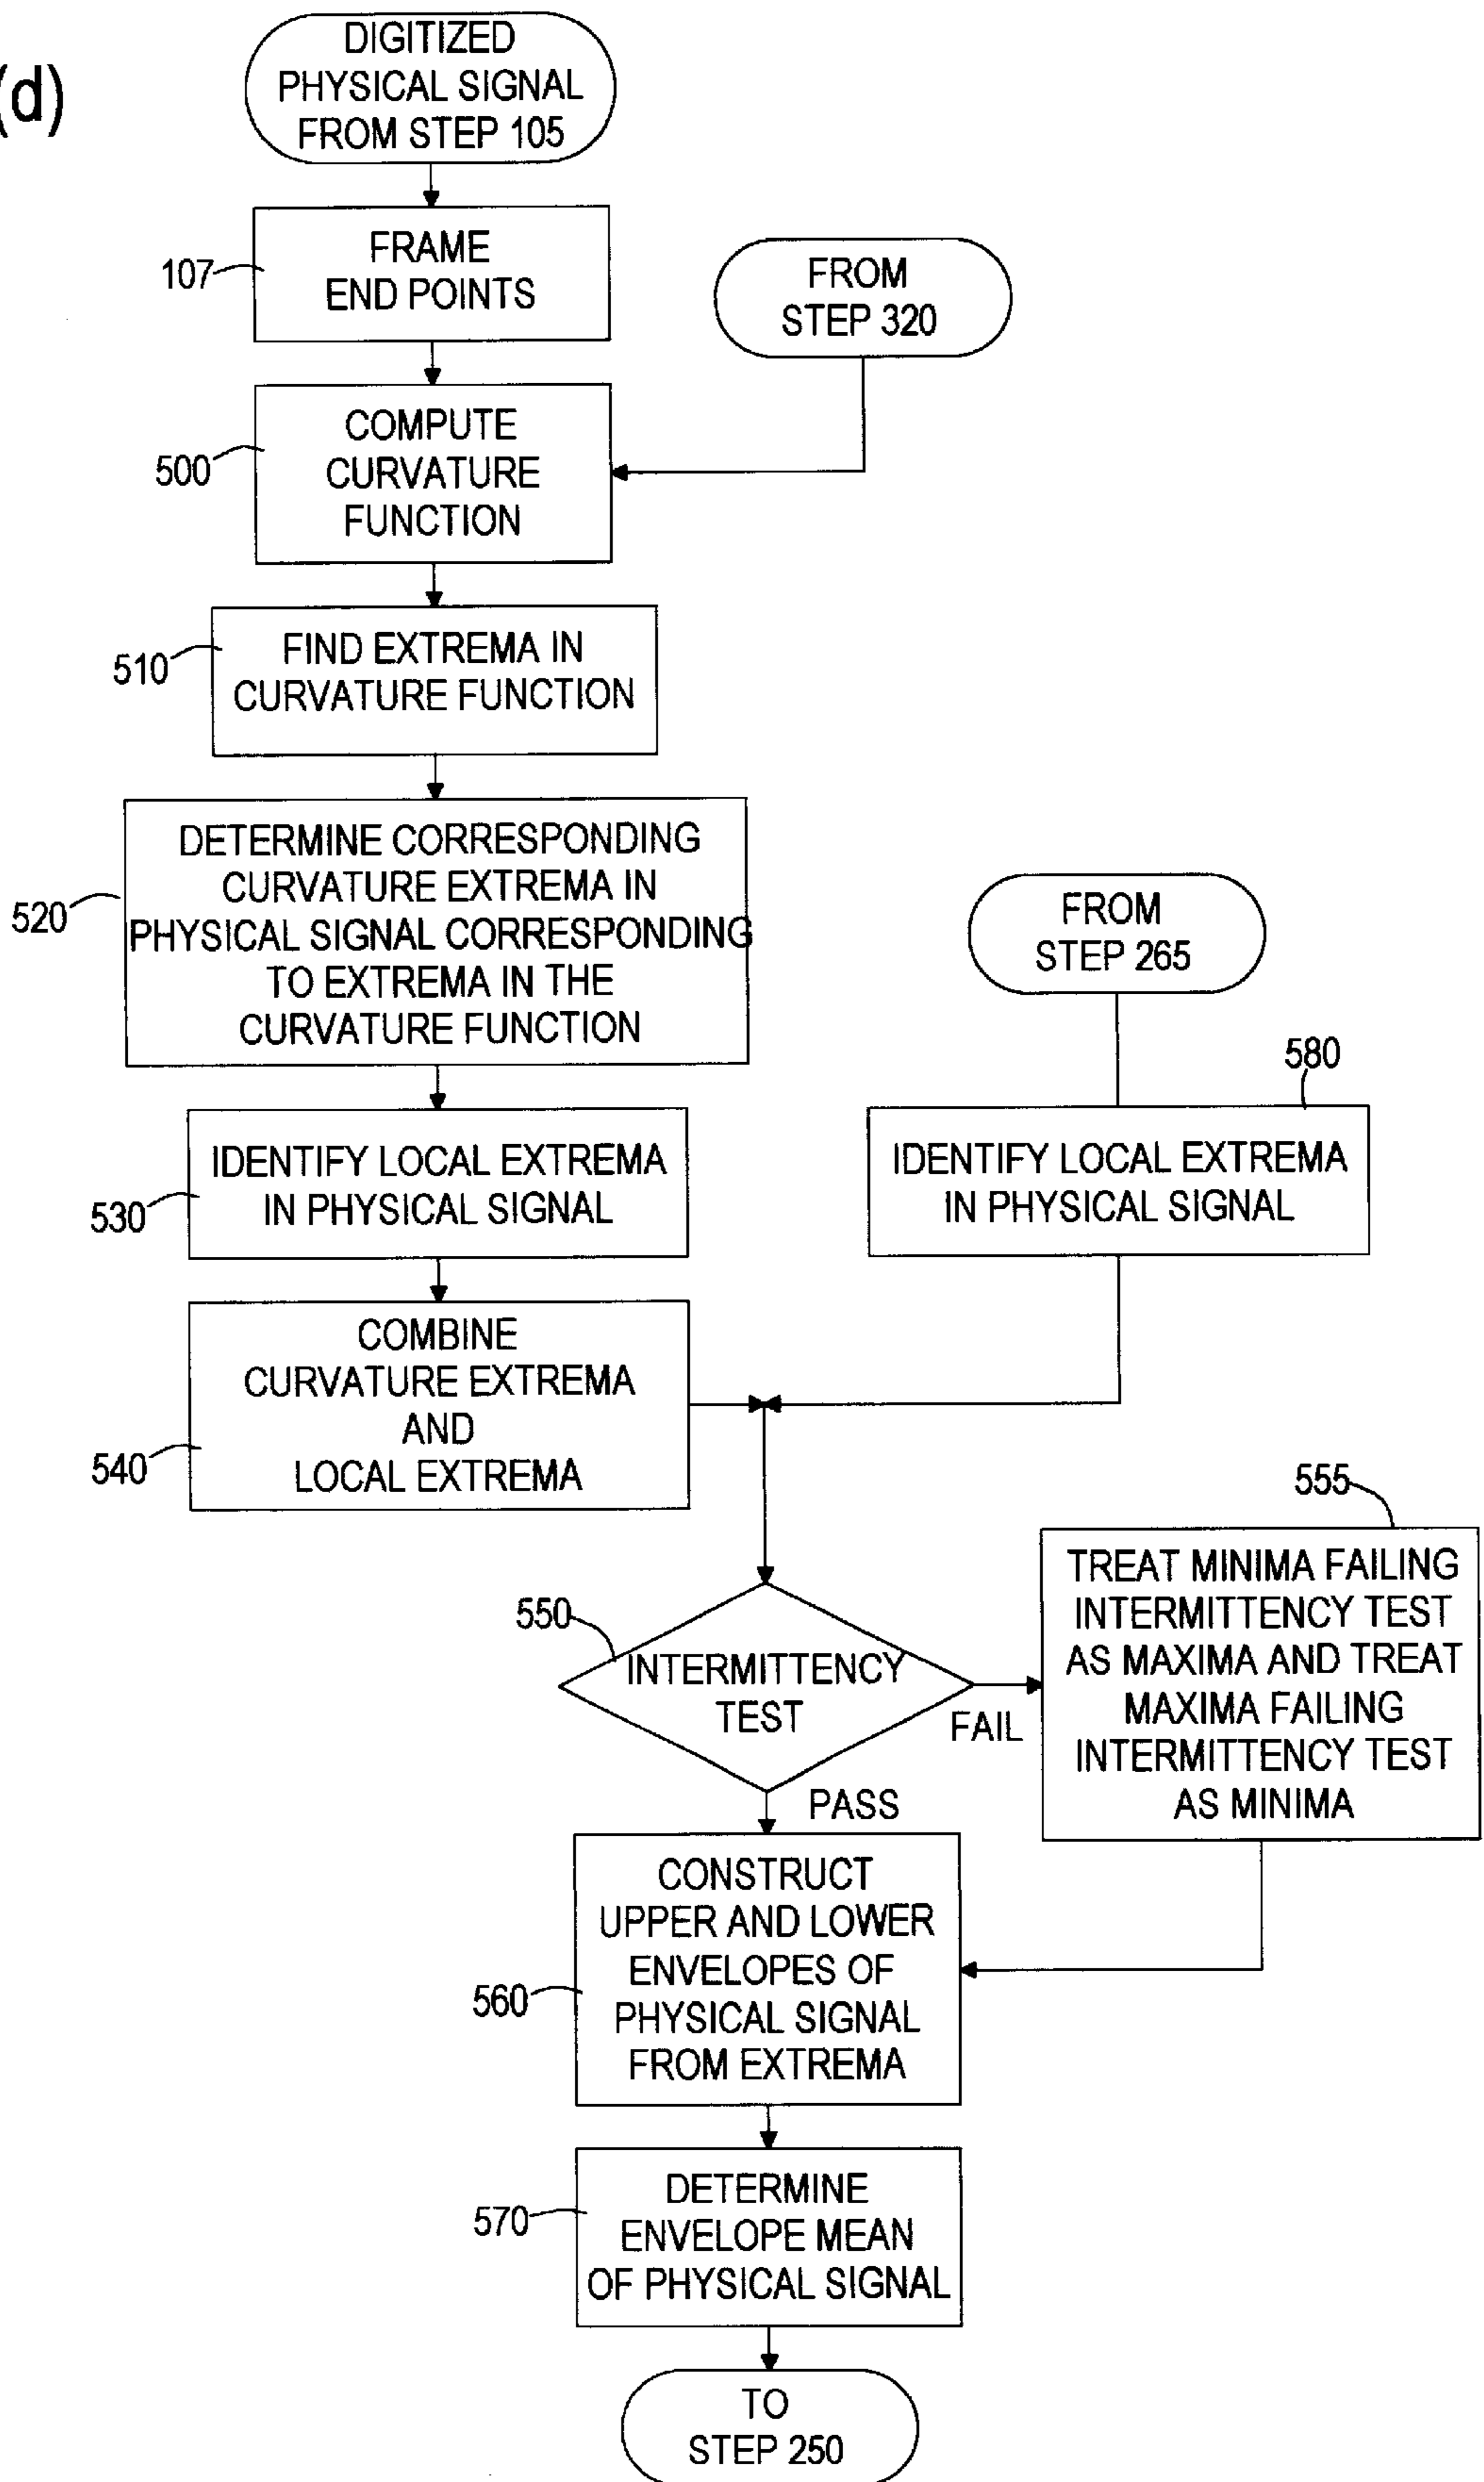 (d)
DIGITIZED
PHYSICAL SIGNAL
FROM STEP 105
107
FRAME
END POINTS
FROM
STEP 320
500
COMPUTE
CURVATURE
FUNCTION
510
FIND EXTREMA IN
CURVATURE FUNCTION
520
DETERMINE CORRESPONDING
CURVATURE EXTREMA IN
PHYSICAL SIGNAL CORRESPONDING
TO EXTREMA IN THE
CURVATURE FUNCTION
FROM
STEP 265
530
IDENTIFY LOCAL EXTREMA
IN PHYSICAL SIGNAL
580
IDENTIFY LOCAL EXTREMA
IN PHYSICAL SIGNAL
540
COMBINE
CURVATURE EXTREMA
AND
LOCAL EXTREMA
550
INTERMITTENCY
TEST
FAIL
PASS
555
TREAT MINIMA FAILING
INTERMITTENCY TEST
AS MAXIMA AND TREAT
MAXIMA FAILING
INTERMITTENCY TEST
AS MINIMA
560
CONSTRUCT
UPPER AND LOWER
ENVELOPES OF
PHYSICAL SIGNAL
FROM EXTREMA
570
DETERMINE
ENVELOPE MEAN
OF PHYSICAL SIGNAL
TO
STEP 250